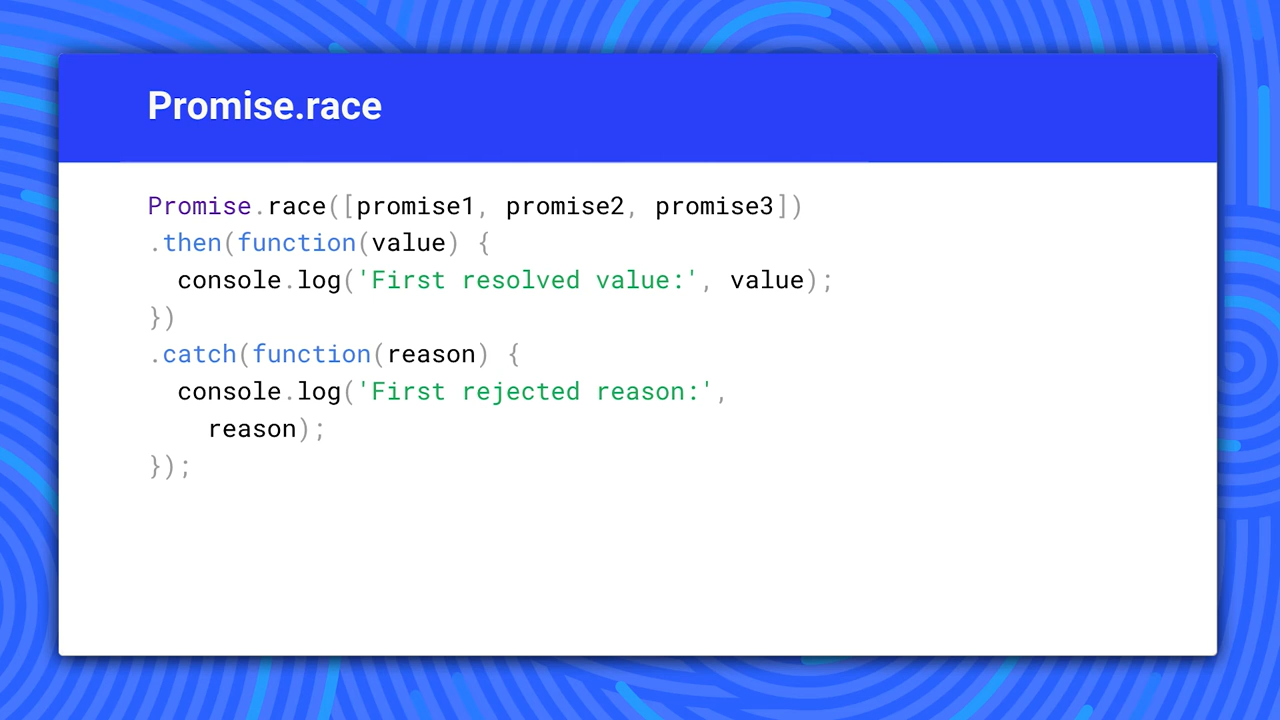 Promise.race
Promise.race([promise1, promise2, promise3])
.then(function(value) {
  console.log('First resolved value:', value);
})
.catch(function(reason) {
  console.log('First rejected reason:',
    reason);
});